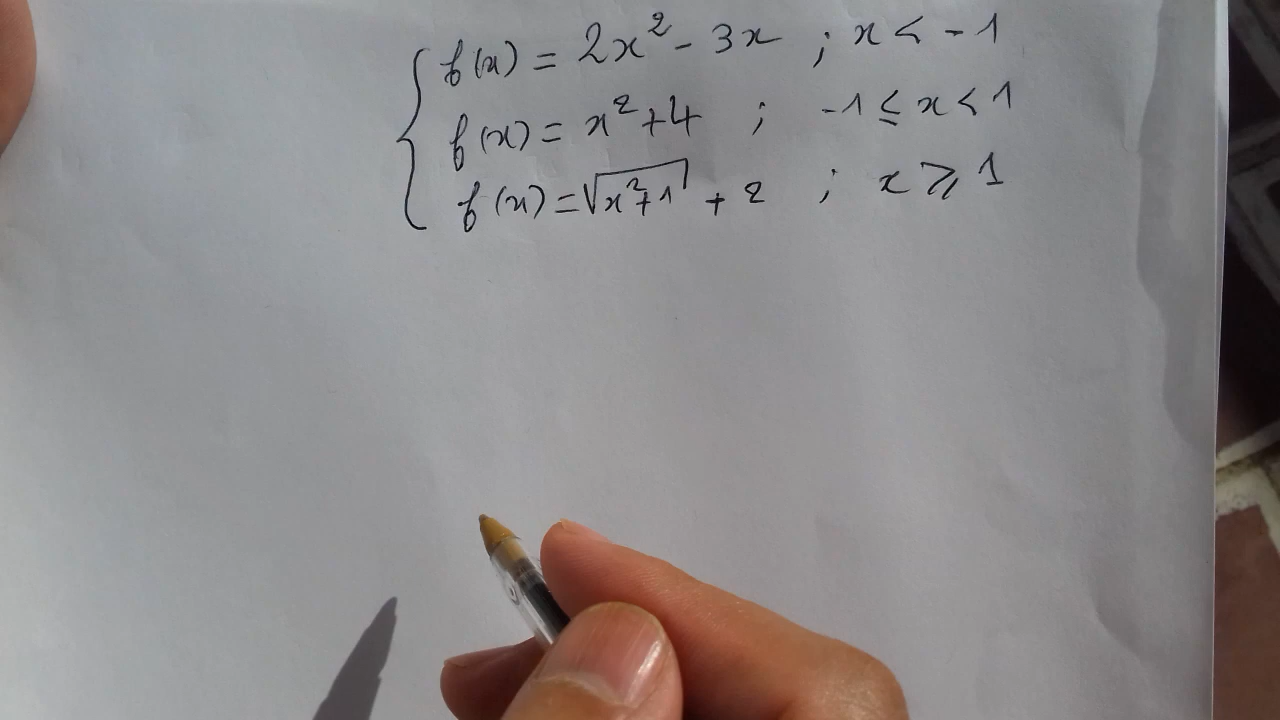 f(x) = 2x² - 3x ; x < -1
f(x) = x² + 4 ; -1 ≤ x < 1
f(x) = √(x²+1) + 2 ; x ≥ 1